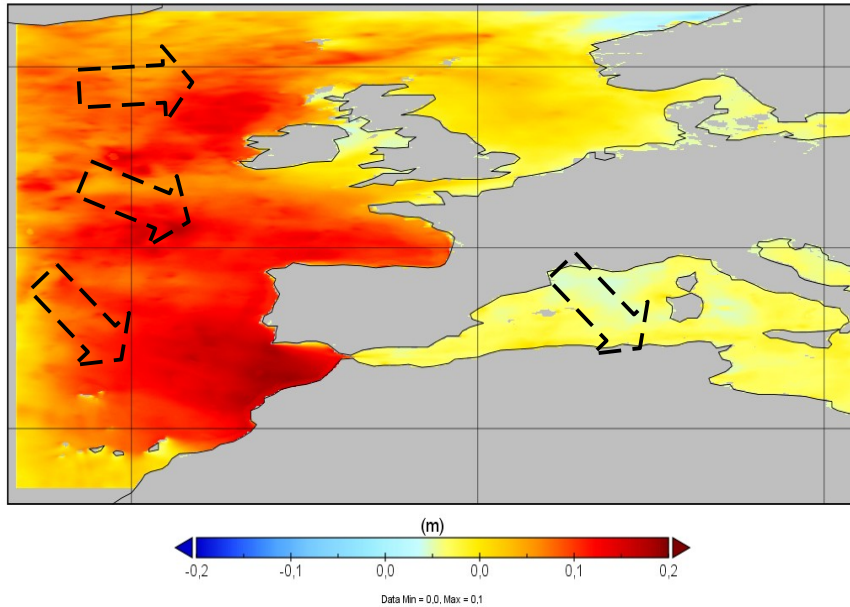 (m)
-0,2 -0,1 0,0 0,0 0,1 0,2
Data Min = 0,0, Max = 0,1